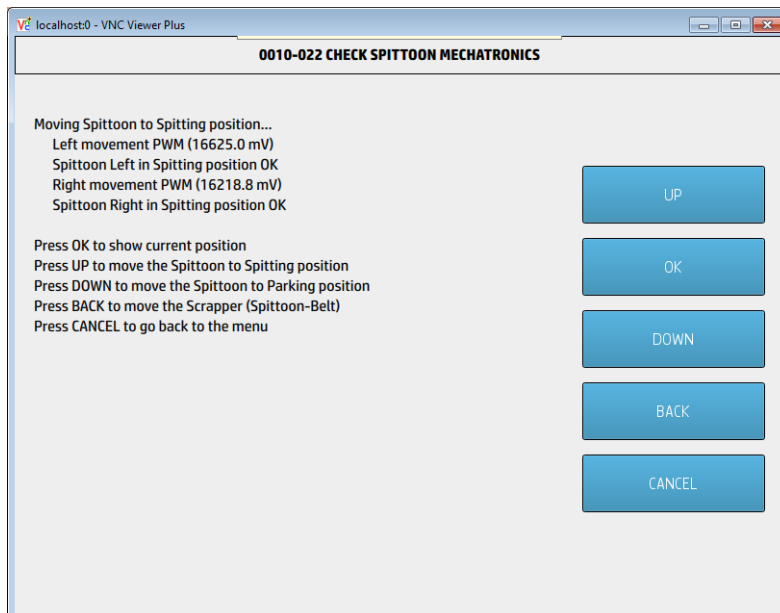 localhost:0 - VNC Viewer Plus
0010-022 CHECK SPITTOON MECHATRONICS
Moving Spittoon to Spitting position...
Left movement PWM (16625.0 mV)
Spittoon Left in Spitting position OK
Right movement PWM (16218.8 mV)
Spittoon Right in Spitting position OK
Press OK to show current position
Press UP to move the Spittoon to Spitting position
Press DOWN to move the Spittoon to Parking position
Press BACK to move the Scrapper (Spittoon-Belt)
Press CANCEL to go back to the menu
UP
OK
DOWN
BACK
CANCEL